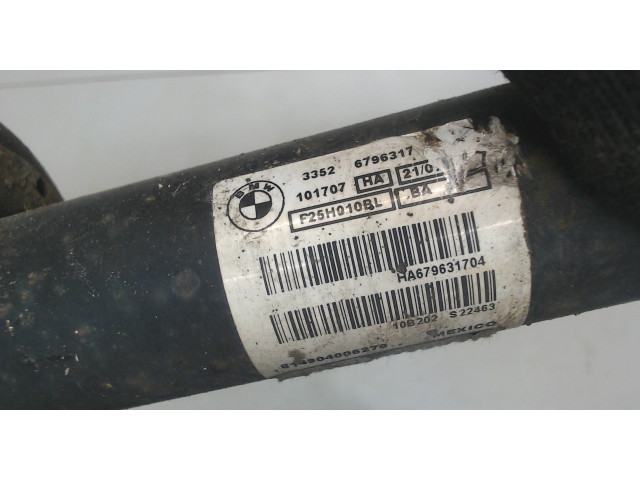 BMW
3352 6796317
101707 HA 21/0
F25H010BL BA
HA679631704
10B202 S22463
MEXICO